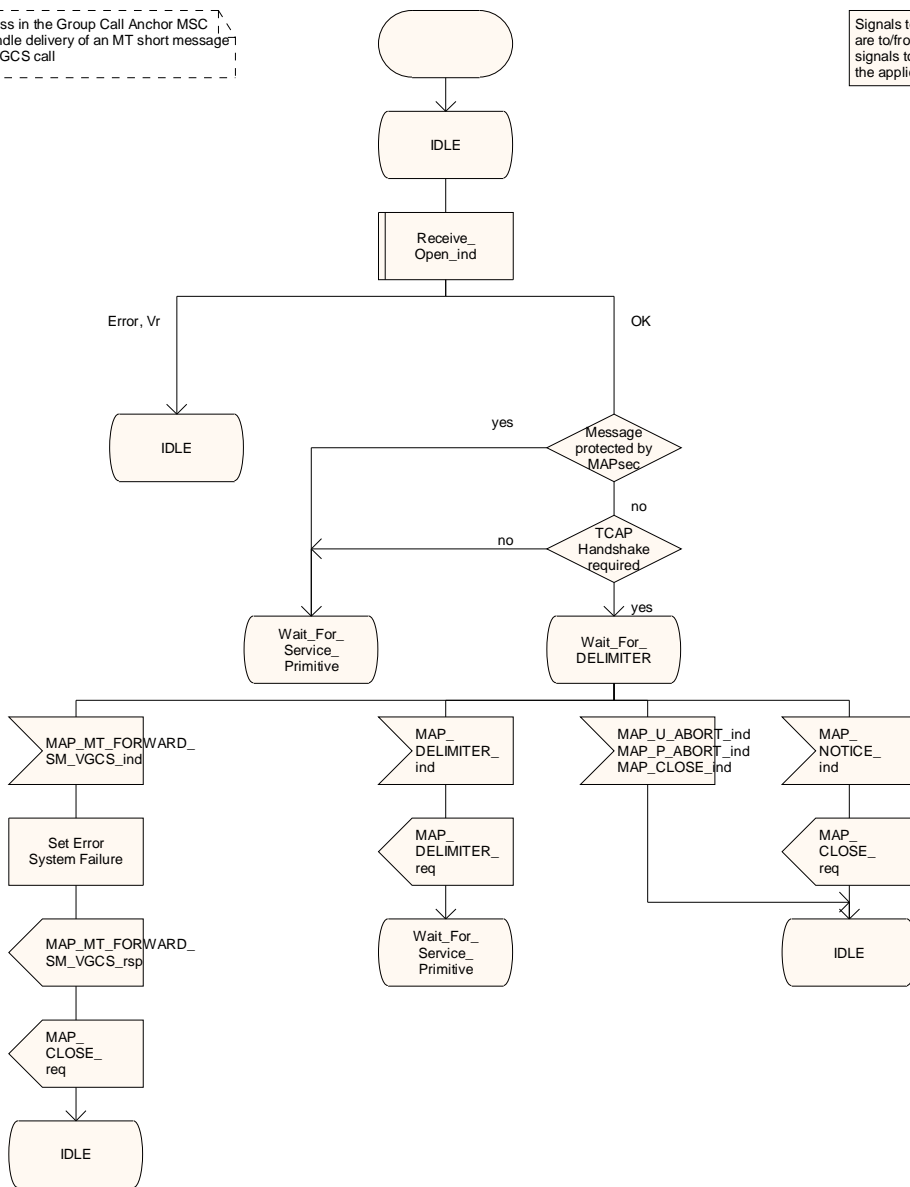 ss in the Group Call Anchor MSC
ndle delivery of an MT short message
GCS call
Signals to
are to/fro
signals to
the applic
IDLE
Receive_
Open_ind
Error, Vr
OK
IDLE
yes
Message
protected by
MAPsec
no
no
TCAP
Handshake
required
yes
Wait_For_
Service_
Primitive
Wait_For_
DELIMITER
MAP_MT_FORWARD_
SM_VGCS_ind
MAP_
DELIMITER_
ind
MAP_U_ABORT_ind
MAP_P_ABORT_ind
MAP_CLOSE_ind
MAP_
NOTICE_
ind
Set Error
System Failure
MAP_
DELIMITER_
req
MAP_
CLOSE_
req
MAP_MT_FORWARD_
SM_VGCS_rsp
Wait_For_
Service_
Primitive
IDLE
MAP_
CLOSE_
req
IDLE